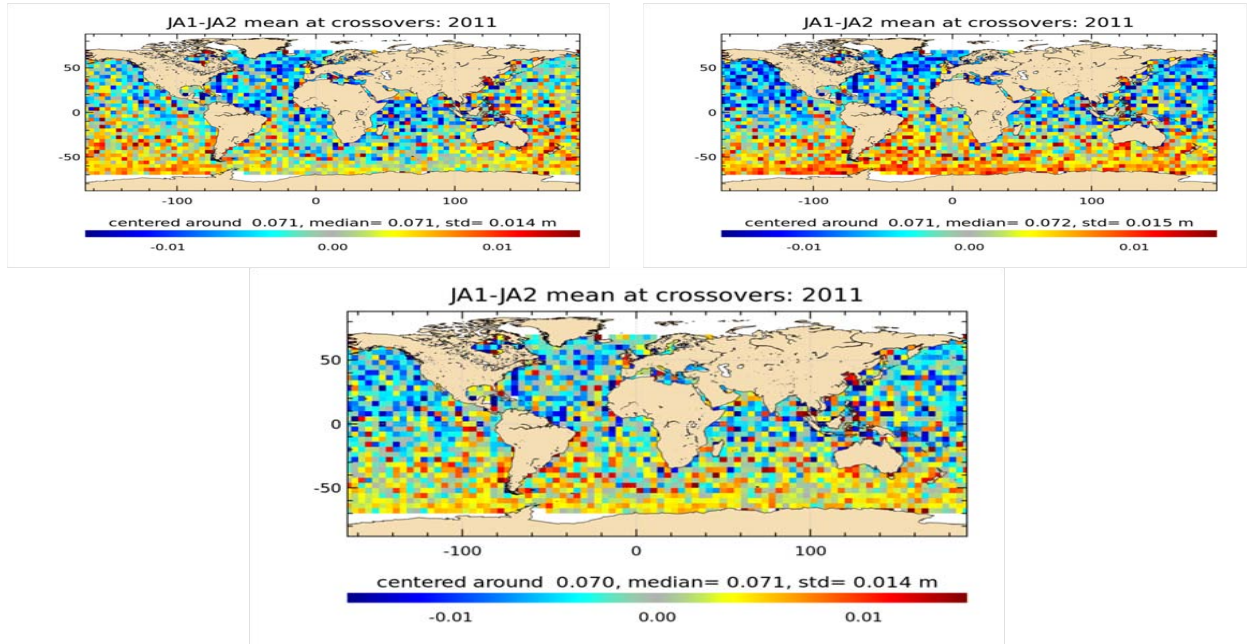 JA1-JA2 mean at crossovers: 2011
50
0
-50
-100 0 100
centered around 0.071, median= 0.071, std= 0.014 m
-0.01 0.00 0.01
JA1-JA2 mean at crossovers: 2011
50
0
-50
-100 0 100
centered around 0.071, median= 0.072, std= 0.015 m
-0.01 0.00 0.01
JA1-JA2 mean at crossovers: 2011
50
0
-50
-100 0 100
centered around 0.070, median= 0.071, std= 0.014 m
-0.01 0.00 0.01